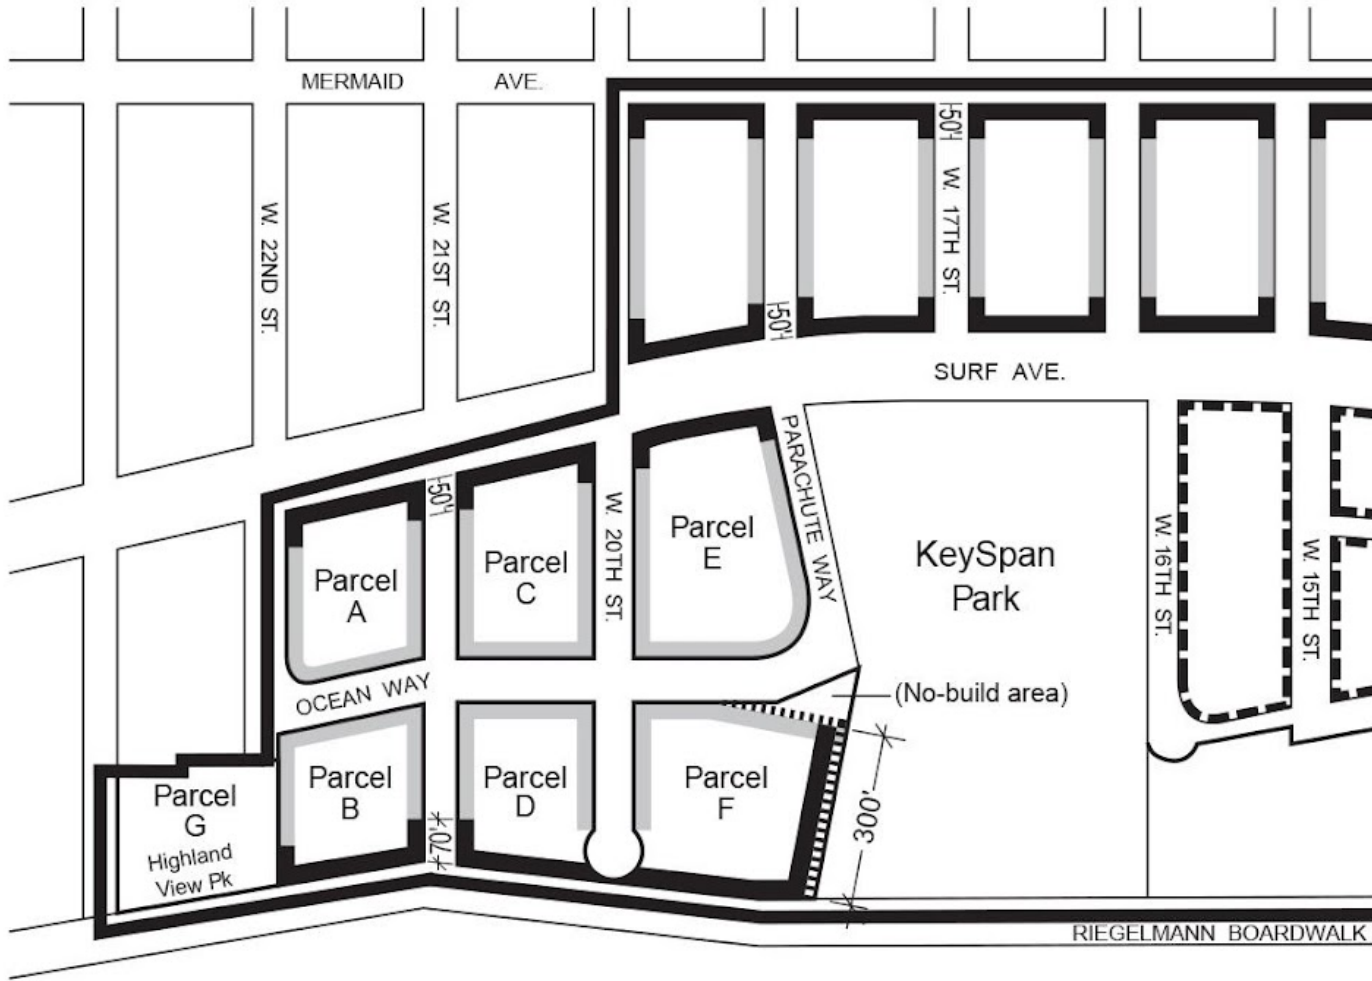 MERMAID AVE.
50'
W. 22ND ST.
W. 21ST ST.
W. 17TH ST.
50'
SURF AVE.
50'
PARACHUTE WAY
W. 20TH ST.
Parcel
A
Parcel
C
Parcel
E
KeySpan
Park
W. 16TH ST.
W. 15TH ST.
OCEAN WAY
(No-build area)
Parcel
G
Highland
View Pk
Parcel
B
Parcel
D
Parcel
F
70'
300'
RIEGELMANN BOARDWALK